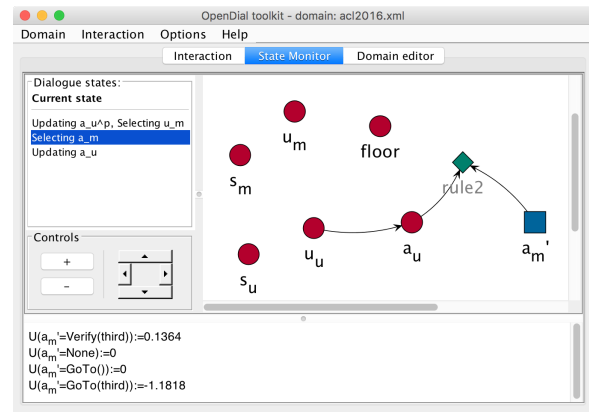 OpenDial toolkit - domain: acl2016.xml
Domain Interaction Options Help
Interaction State Monitor Domain editor
Dialogue states:
Current state
Updating a_u^p, Selecting u_m
Selecting a_m
Updating a_u
Controls
+
-
u_m
floor
s_m
rule2
u_u
a_u
a_m'
s_u
U(a_m'=Verify(third)):=0.1364
U(a_m'=None):=0
U(a_m'=GoTo()):=0
U(a_m'=GoTo(third)):=-1.1818